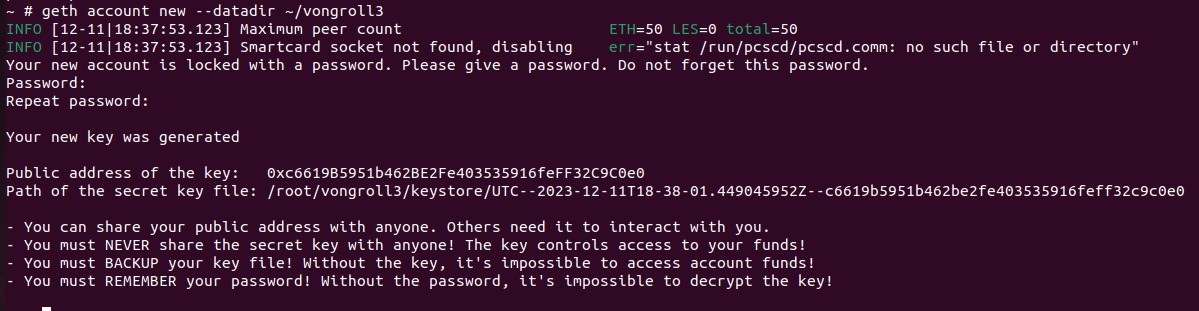 ~ # geth account new --datadir ~/vongroll3
INFO [12-11|18:37:53.123] Maximum peer count                       ETH=50 LES=0 total=50
INFO [12-11|18:37:53.123] Smartcard socket not found, disabling    err="stat /run/pcscd/pcscd.comm: no such file or directory"
Your new account is locked with a password. Please give a password. Do not forget this password.
Password:
Repeat password:
Your new key was generated
Public address of the key:   0xc6619B5951b462BE2Fe403535916feFF32C9C0e0
Path of the secret key file: /root/vongroll3/keystore/UTC--2023-12-11T18-38-01.449045952Z--c6619b5951b462be2fe403535916feff32c9c0e0
- You can share your public address with anyone. Others need it to interact with you.
- You must NEVER share the secret key with anyone! The key controls access to your funds!
- You must BACKUP your key file! Without the key, it's impossible to access account funds!
- You must REMEMBER your password! Without the password, it's impossible to decrypt the key!